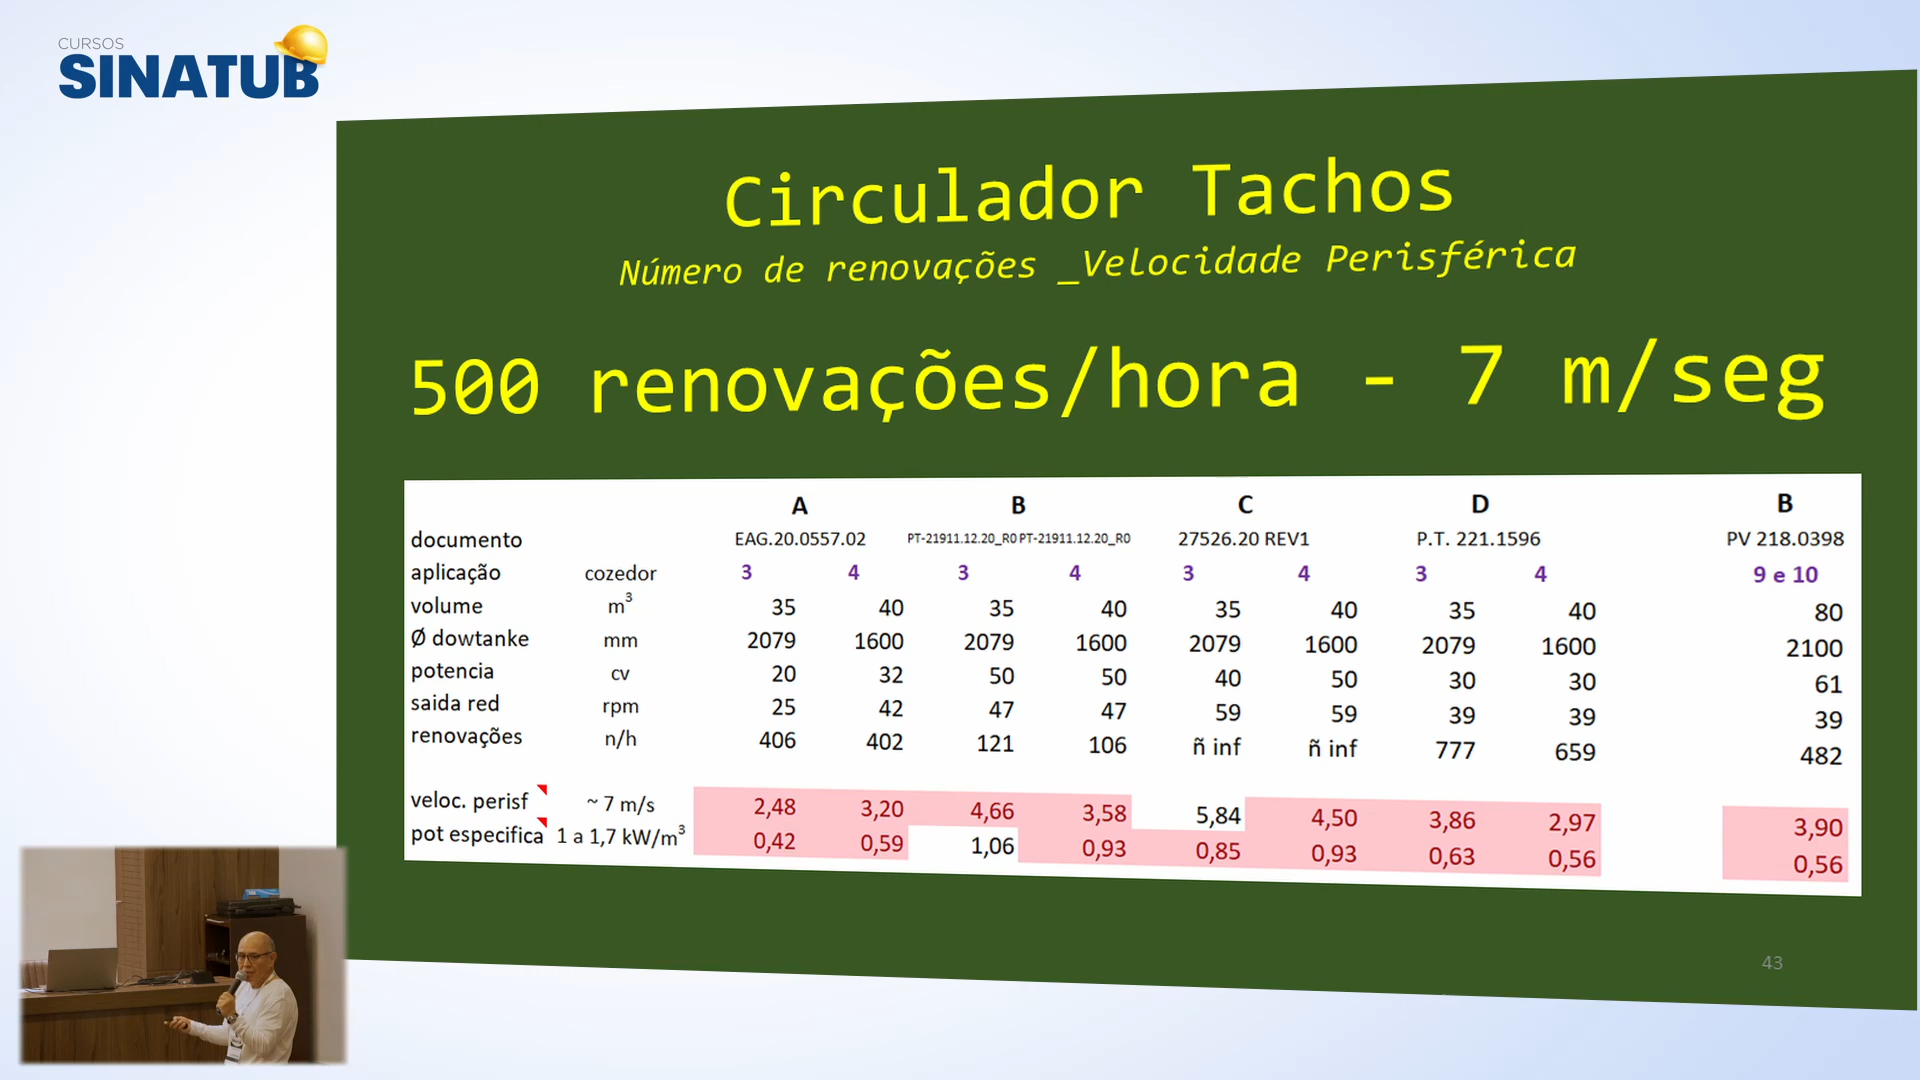 CURSOS
SINATUB
Circulador Tachos
Número de renovações _Velocidade Perisférica
500 renovações/hora - 7 m/seg
A B C D B
documento EAG.20.0557.02 PT-21911.12.20_R0 PT-21911.12.20_R0 27526.20 REV1 P.T. 221.1596 PV 218.0398
aplicação cozedor 3 4 3 4 3 4 3 4 9 e 10
volume m³ 35 40 35 40 35 40 35 40 80
Ø dowtanke mm 2079 1600 2079 1600 2079 1600 2079 1600 2100
potencia cv 20 32 50 50 40 50 30 30 61
saida red rpm 25 42 47 47 59 59 39 39 39
renovações n/h 406 402 121 106 ñ inf ñ inf 777 659 482
veloc. perisf ~ 7 m/s 2,48 3,20 4,66 3,58 5,84 4,50 3,86 2,97 3,90
pot especifica 1 a 1,7 kW/m³ 0,42 0,59 1,06 0,93 0,85 0,93 0,63 0,56 0,56
43